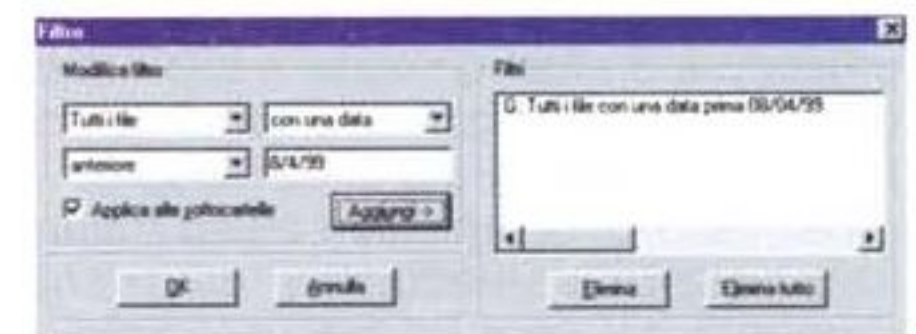 Filtro
Modifica filtro
Tutti i file
con una data
anteriore
8/4/99
Applica alle sottocartelle
Aggiungi >
OK
Annulla
Filtri
G: Tutti i file con una data prima 08/04/99
Elimina
Elimina tutto